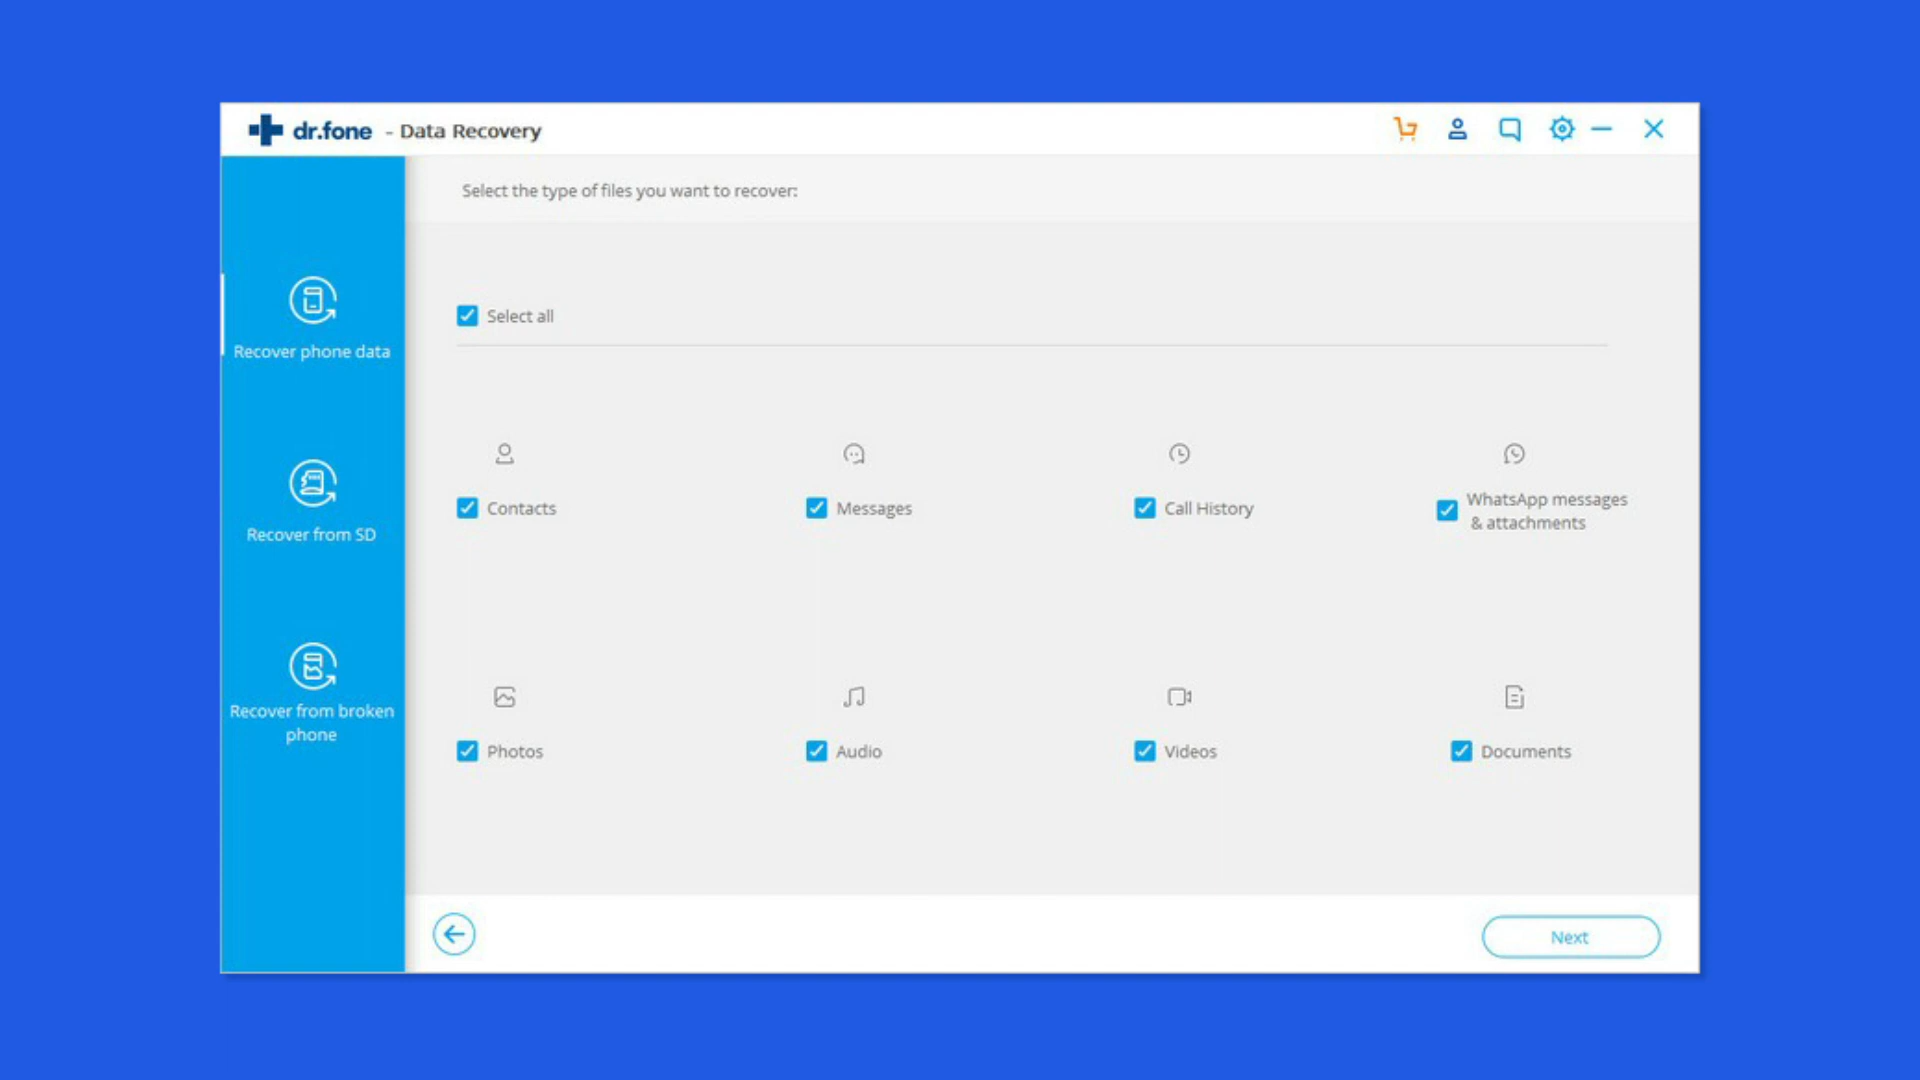 dr.fone - Data Recovery
Select the type of files you want to recover:
Recover phone data
Recover from SD
Recover from broken
phone
Select all
Contacts
Messages
Call History
WhatsApp messages
& attachments
Photos
Audio
Videos
Documents
Next